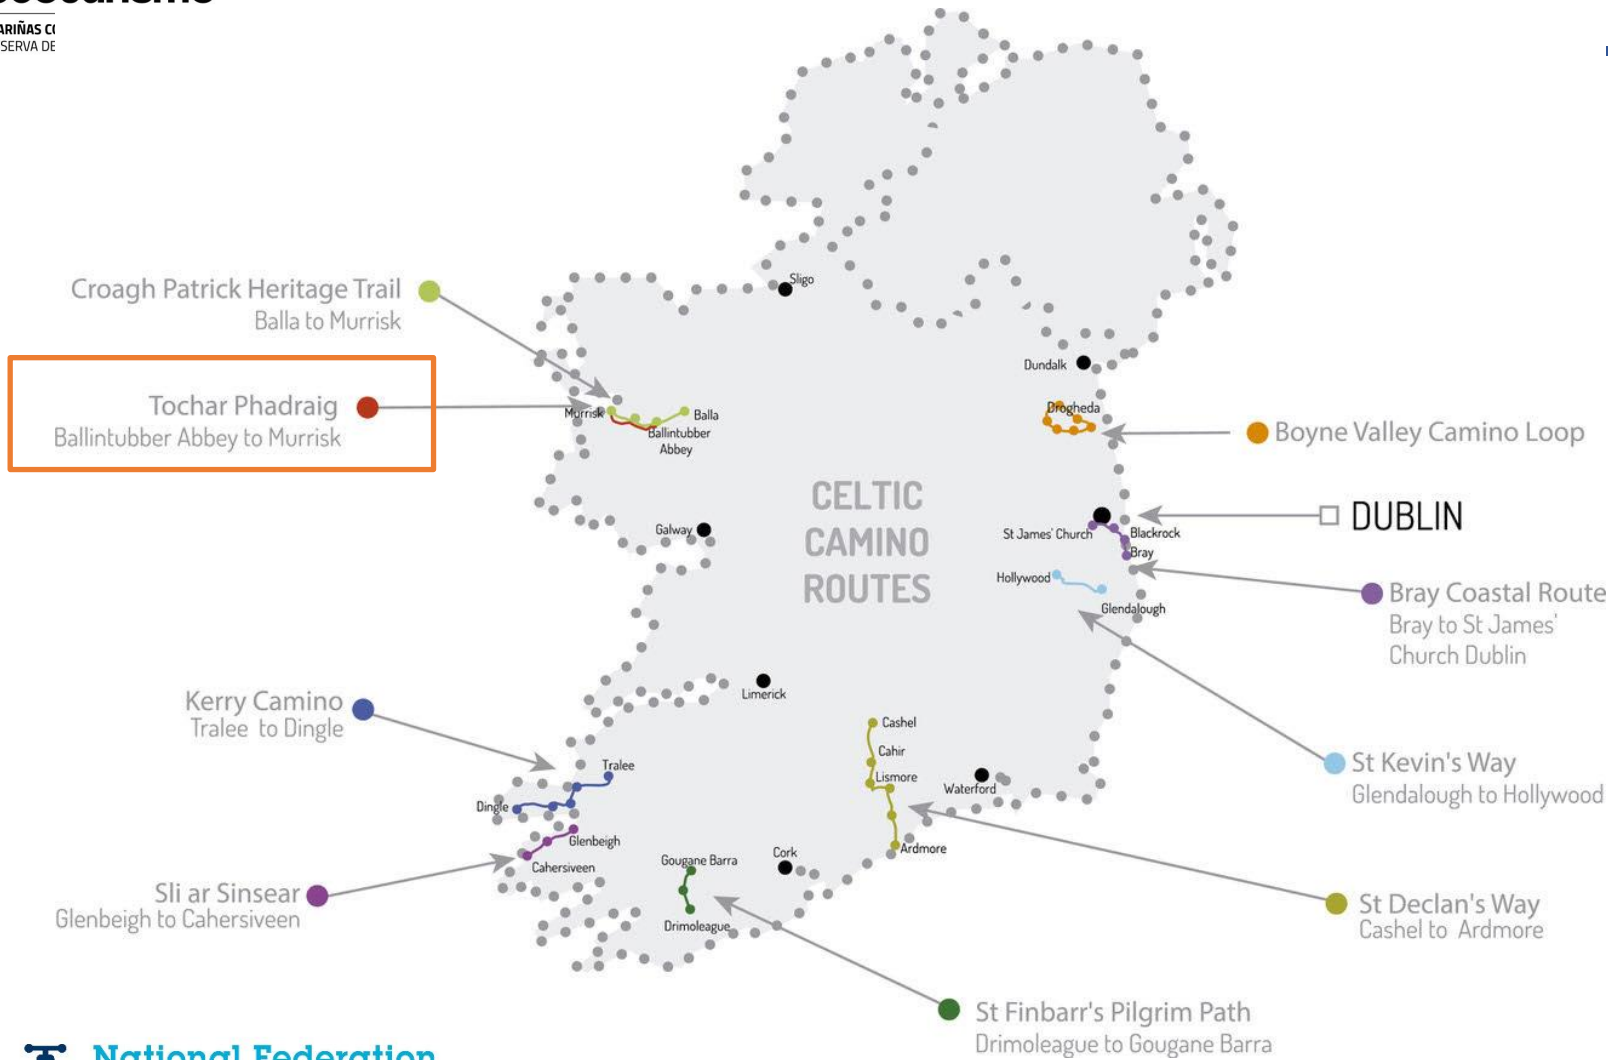 ARIÑAS
SERVA DE
Sligo
Croagh Patrick Heritage Trail
Balla to Murrisk
Dundalk
Tochar Phadraig
Ballintubber Abbey to Murrisk
Murrisk
Balla
Ballintubber
Abbey
Drogheda
Boyne Valley Camino Loop
CELTIC
CAMINO
ROUTES
Galway
DUBLIN
St James' Church
Blackrock
Bray
Hollywood
Glendalough
Bray Coastal Route
Bray to St James'
Church Dublin
Limerick
Kerry Camino
Tralee to Dingle
Cashel
Cahir
Lismore
Ardmore
Waterford
Tralee
Dingle
St Kevin's Way
Glendalough to Hollywood
Glenbeigh
Cahersiveen
Gougane Barra
Cork
Drimoleague
Sli ar Sinsear
Glenbeigh to Cahersiveen
St Declan's Way
Cashel to Ardmore
St Finbarr's Pilgrim Path
Drimoleague to Gougane Barra
National Federation